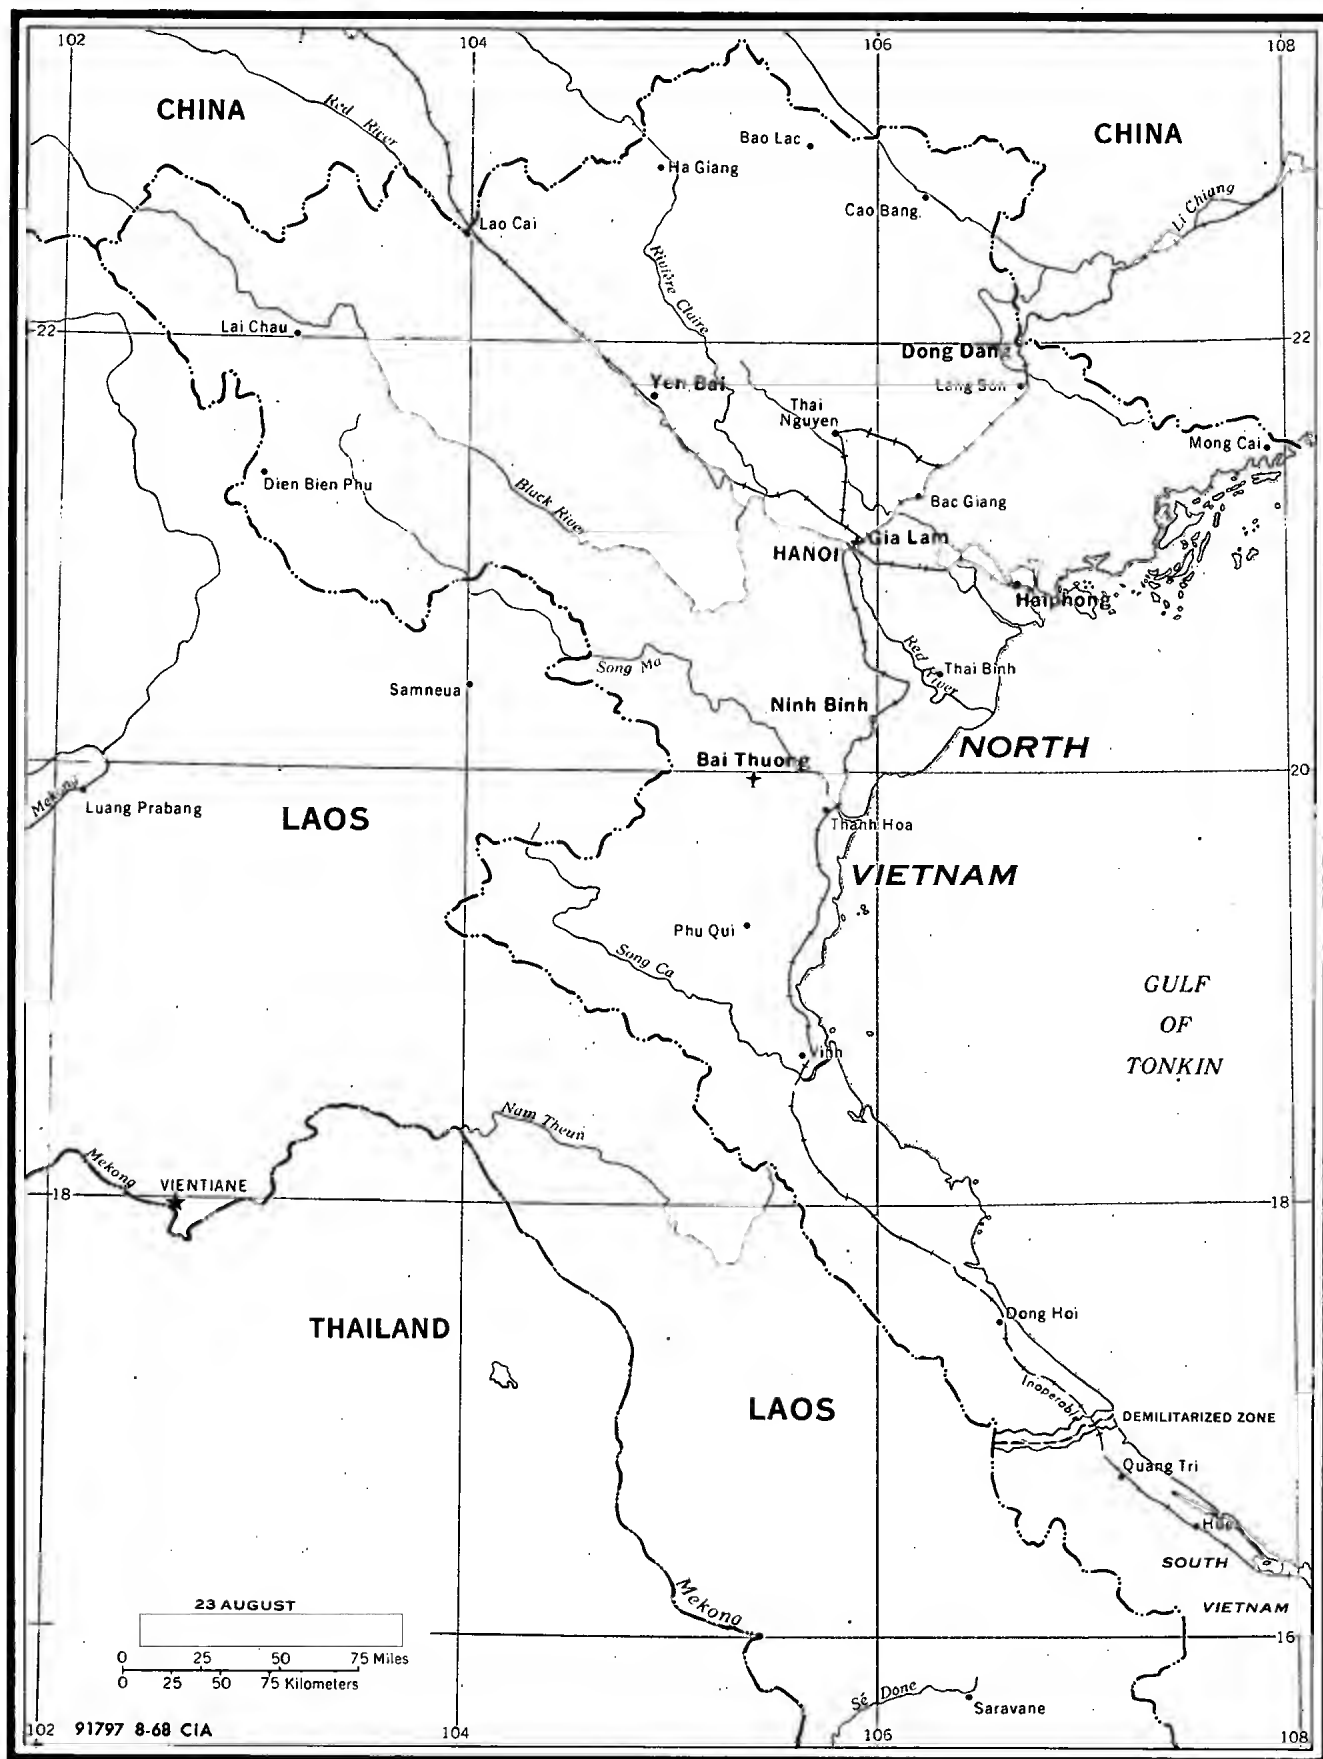 102
104
106
108
CHINA
Red River
Bao Lac
CHINA
Ha Giang
Cao Bang
Li Chiang
Lao Cai
Rivière Claire
22
Lai Chau
22
Dong Dang
Yen Bai
Lang Son
Thai
Nguyen
Mong Cai
Dien Bien Phu
Black River
Bac Giang
Gia Lam
HANOI
Haiphong
Red River
Song Ma
Thai Binh
Samneua
Ninh Binh
NORTH
Bai Thuong
20
Mekong
Luang Prabang
LAOS
Thanh Hoa
VIETNAM
Phu Qui
Song Ca
GULF
OF
TONKIN
Vinh
Nam Theun
Mekong
VIENTIANE
18
18
Dong Hoi
THAILAND
Inoperable
LAOS
DEMILITARIZED ZONE
Quang Tri
Hue
SOUTH
VIETNAM
Mekong
23 AUGUST
16
0 25 50 75 Miles
0 25 50 75 Kilometers
Sé Done
Saravane
102
91797 8-68 CIA
104
106
108